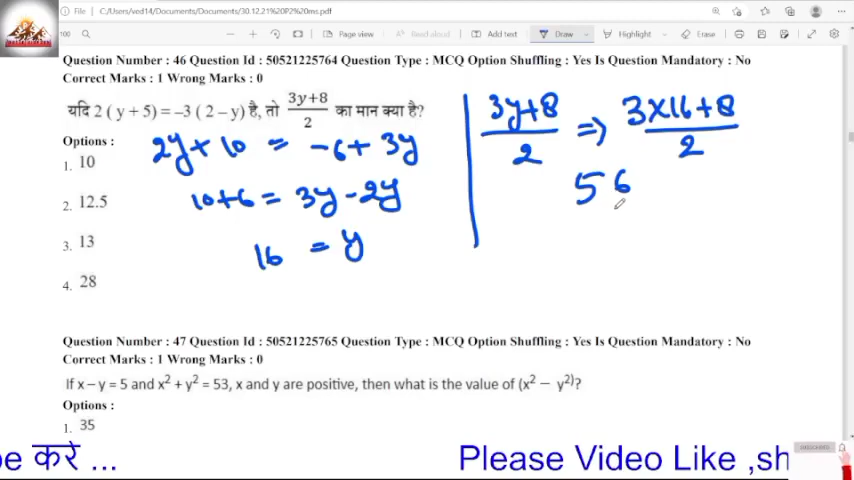 File C:/Users/ved14/Documents/Documents/30.12.21%20P2%20ms.pdf
100 Page view Read aloud Add text Draw Highlight Erase
Question Number : 46 Question Id : 50521225764 Question Type : MCQ Option Shuffling : Yes Is Question Mandatory : No
Correct Marks : 1 Wrong Marks : 0
यदि 2 ( y + 5) = –3 ( 2 – y) है, तो (3y+8)/2 का मान क्या है?
Options :
1. 10
2. 12.5
3. 13
4. 28
2y + 10 = -6 + 3y
10+6 = 3y - 2y
16 = y
(3y+8)/2 => (3×16+8)/2
56
Question Number : 47 Question Id : 50521225765 Question Type : MCQ Option Shuffling : Yes Is Question Mandatory : No
Correct Marks : 1 Wrong Marks : 0
If x – y = 5 and x² + y² = 53, x and y are positive, then what is the value of (x² – y²)?
Options :
1. 35
be करे ... Please Video Like ,sh